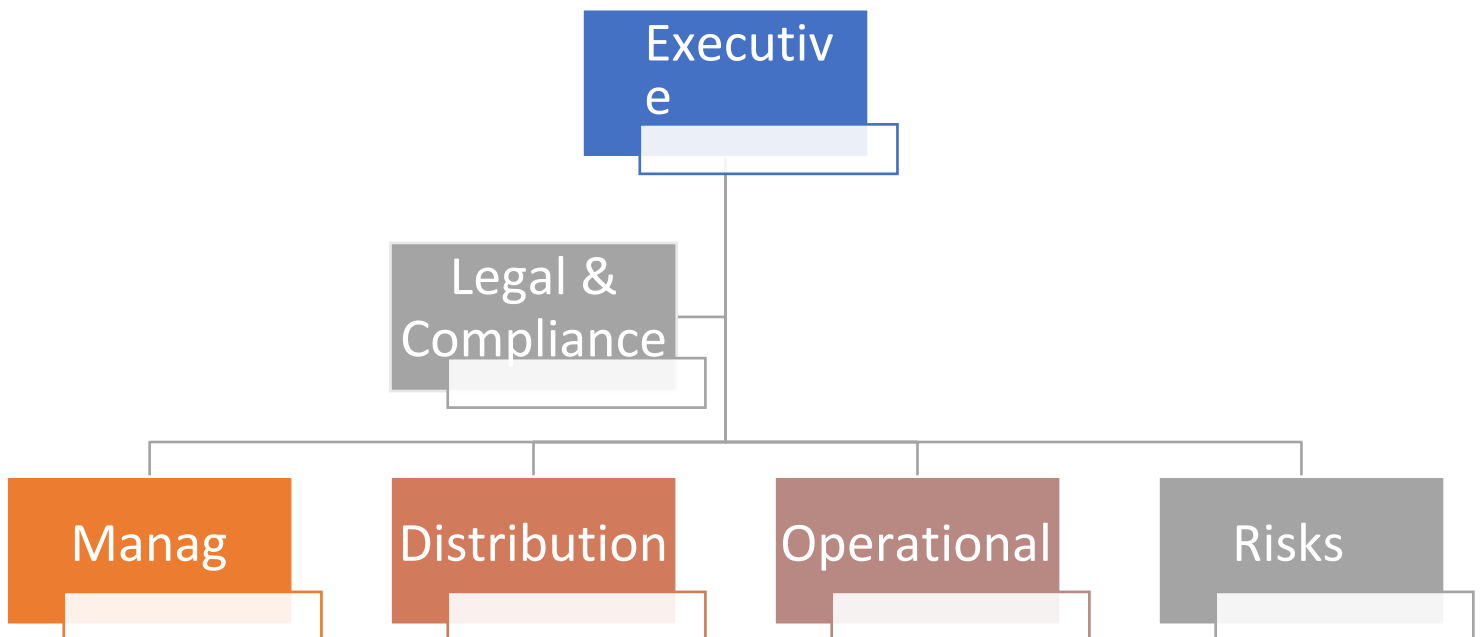 Executiv
e
Legal &
Compliance
Manag
Distribution
Operational
Risks